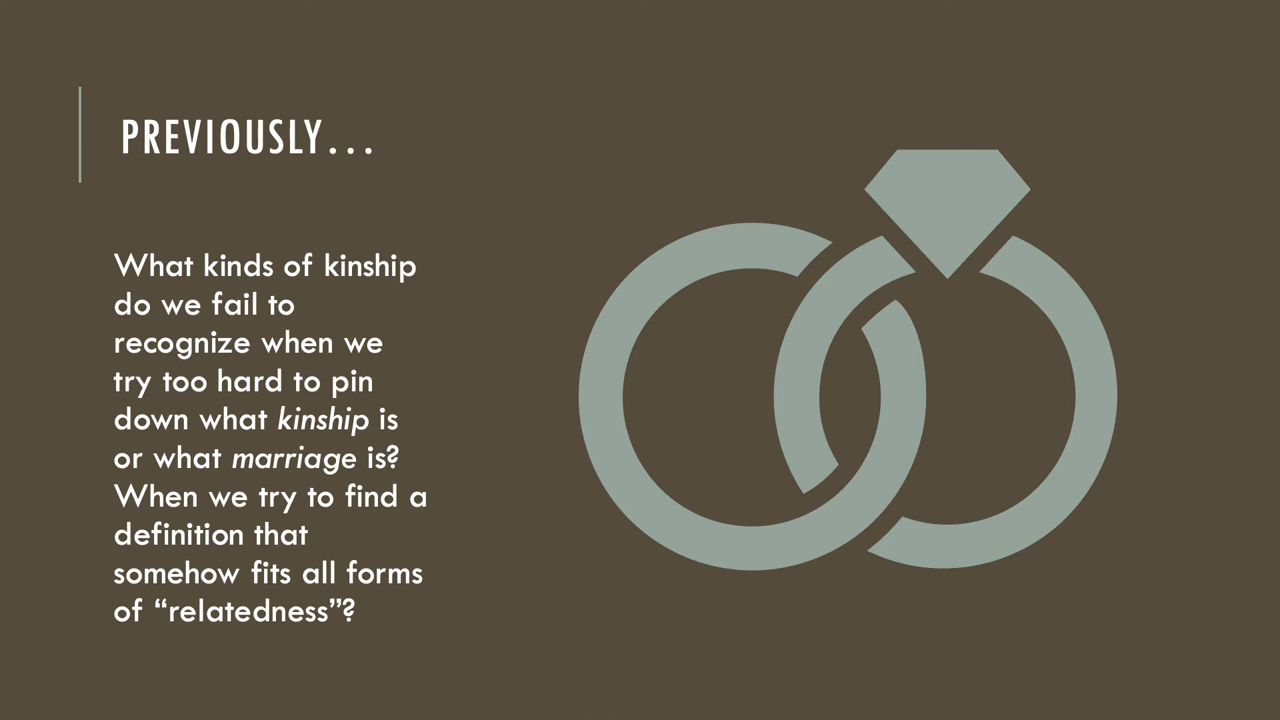 PREVIOUSLY…
What kinds of kinship
do we fail to
recognize when we
try too hard to pin
down what kinship is
or what marriage is?
When we try to find a
definition that
somehow fits all forms
of “relatedness”?